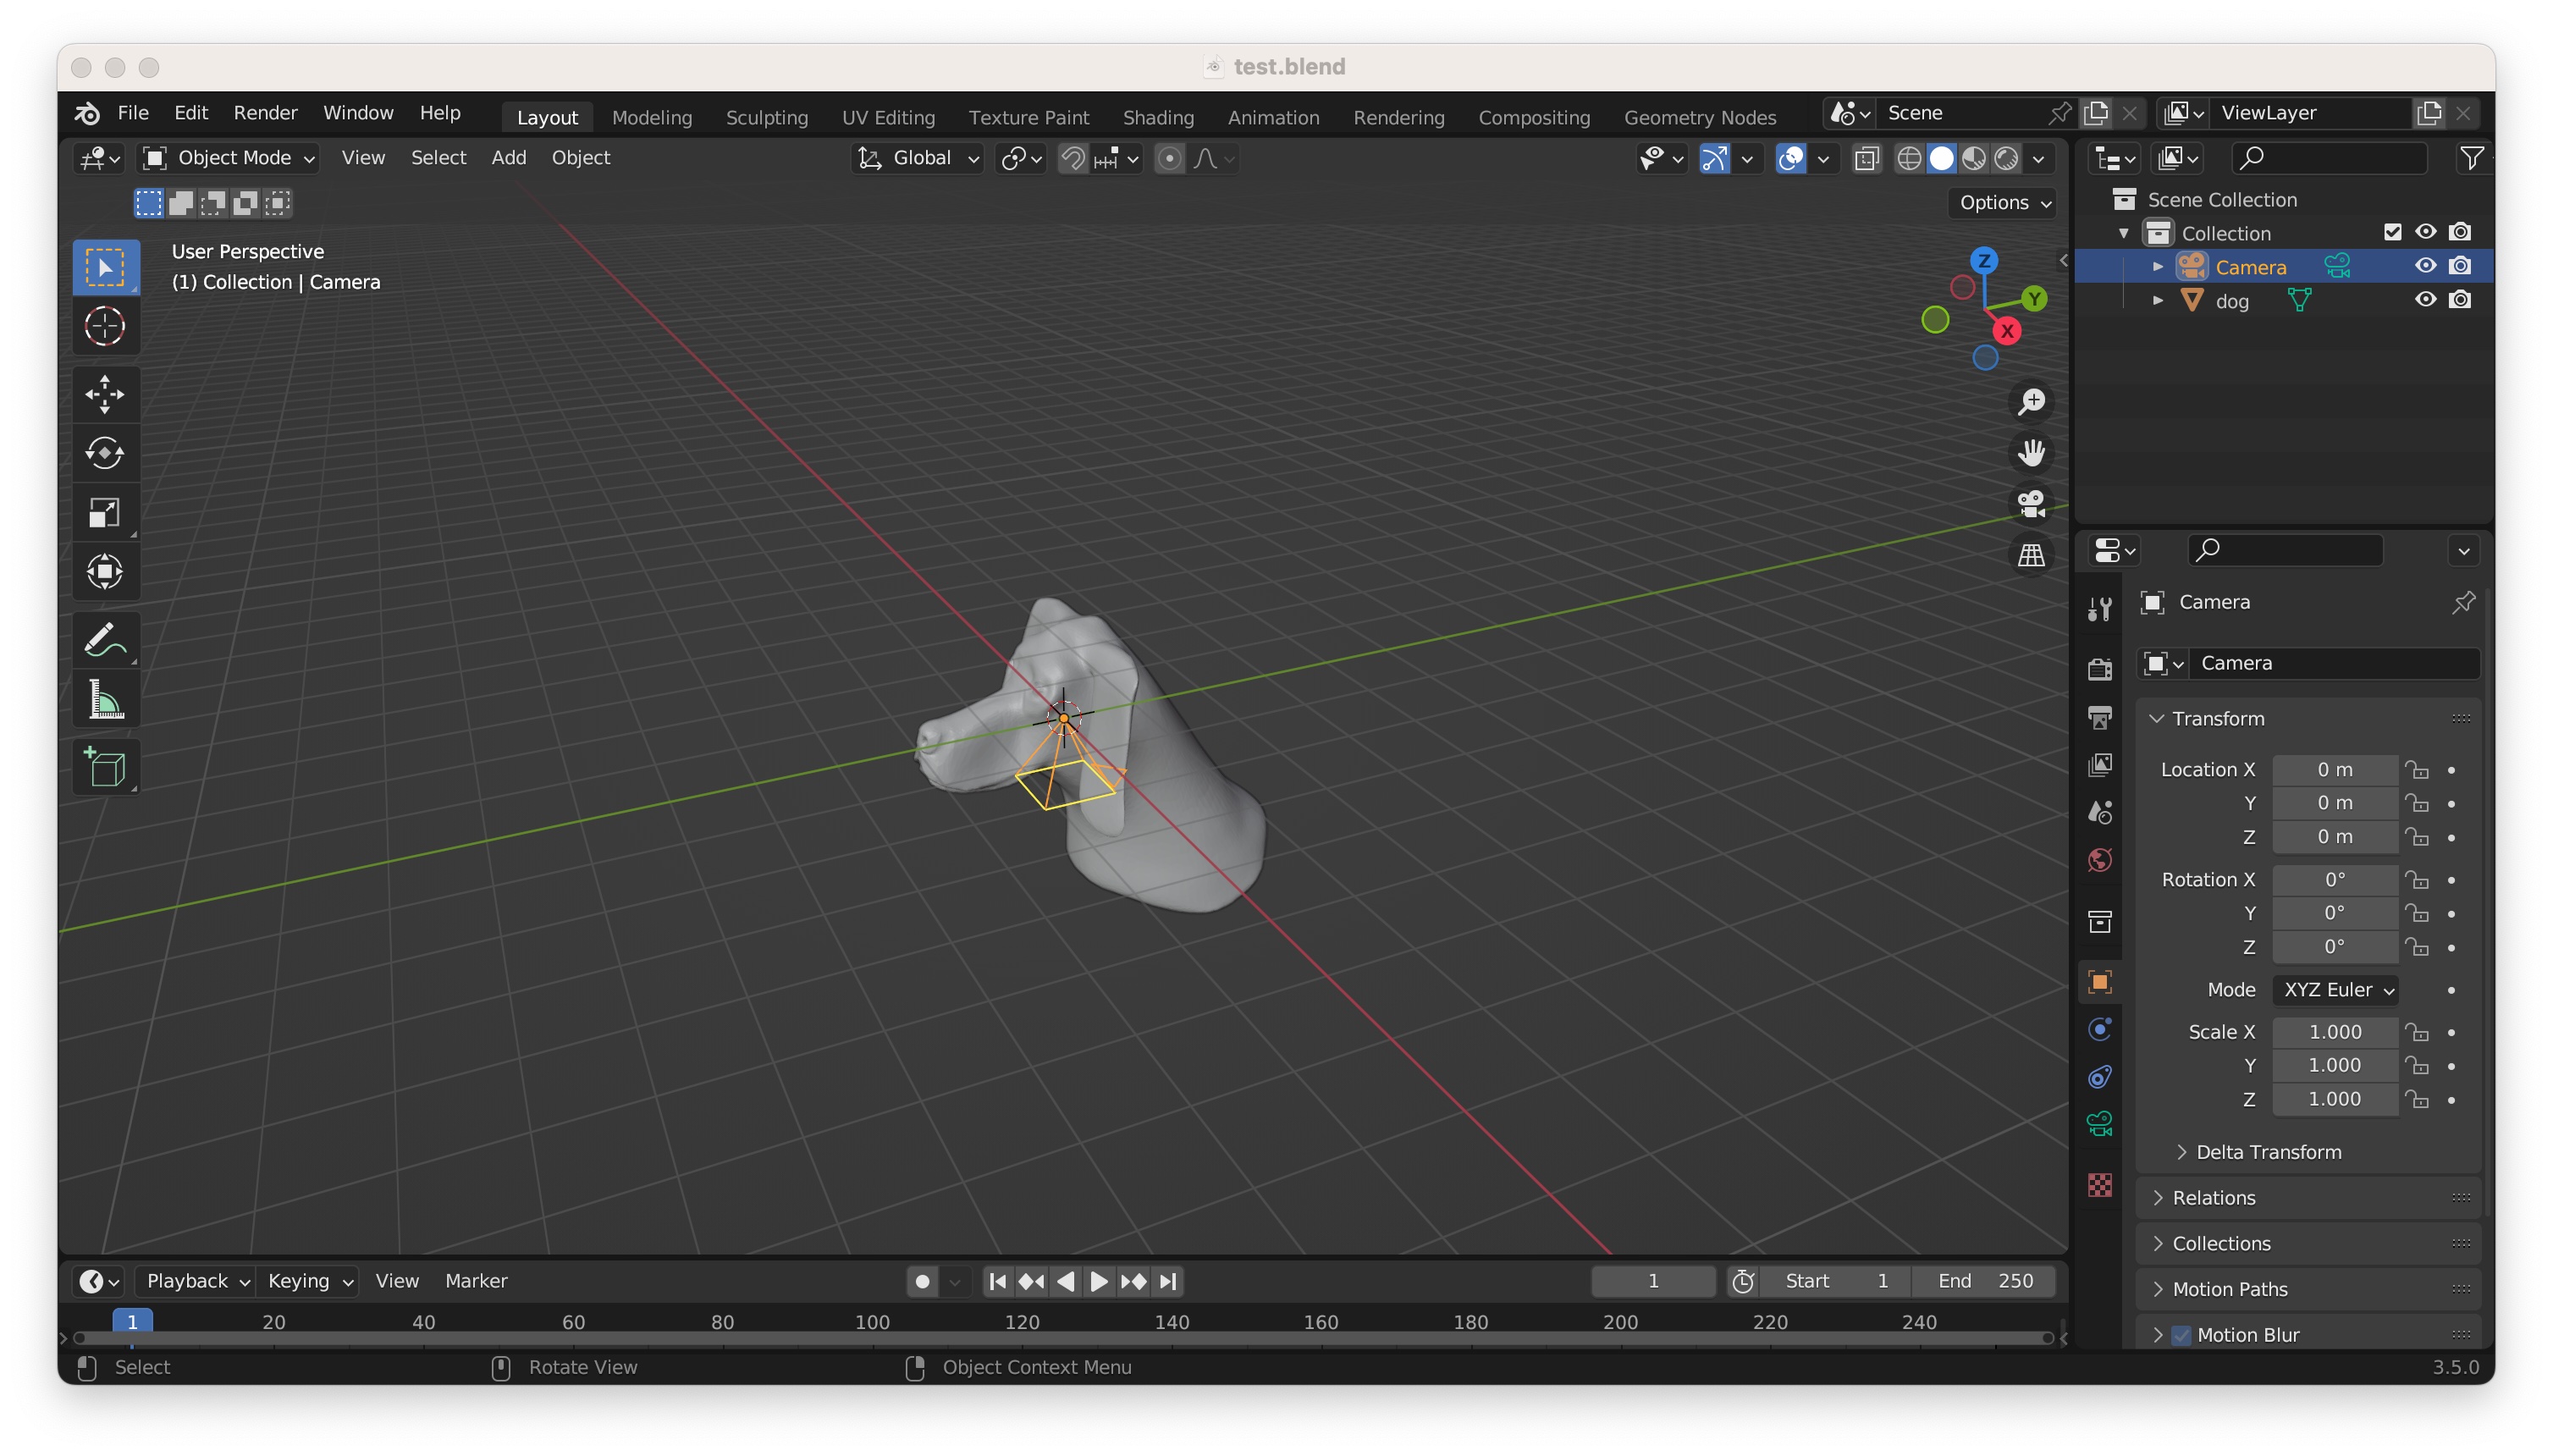 test.blend
File Edit Render Window Help Layout Modeling Sculpting UV Editing Texture Paint Shading Animation Rendering Compositing Geometry Nodes Scene ViewLayer
Object Mode View Select Add Object Global
Options
User Perspective
(1) Collection | Camera
Z
Y
X
Scene Collection
Collection
Camera
dog
Camera
Camera
Transform
Location X 0 m
Y 0 m
Z 0 m
Rotation X 0°
Y 0°
Z 0°
Mode XYZ Euler
Scale X 1.000
Y 1.000
Z 1.000
Delta Transform
Relations
Collections
Motion Paths
Motion Blur
Playback Keying View Marker 1 Start 1 End 250
1 20 40 60 80 100 120 140 160 180 200 220 240
Select Rotate View Object Context Menu 3.5.0